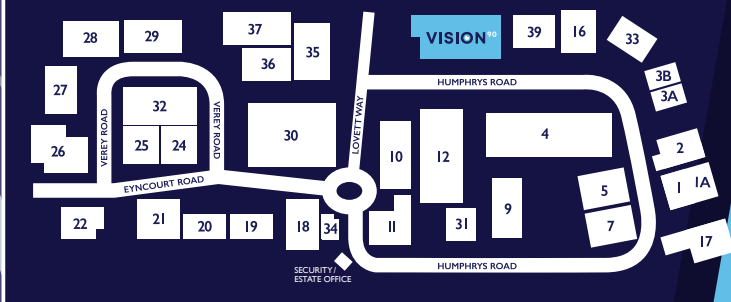 37
28
29
35
36
VISION 90
39
16
33
27
VEREY ROAD
32
VEREY ROAD
25
24
26
EYNCOURT ROAD
30
LOVETT WAY
HUMPHRYS ROAD
3B
3A
10
12
4
2
1
1A
5
9
7
17
22
21
20
19
18
34
11
31
HUMPHRYS ROAD
SECURITY/
ESTATE OFFICE